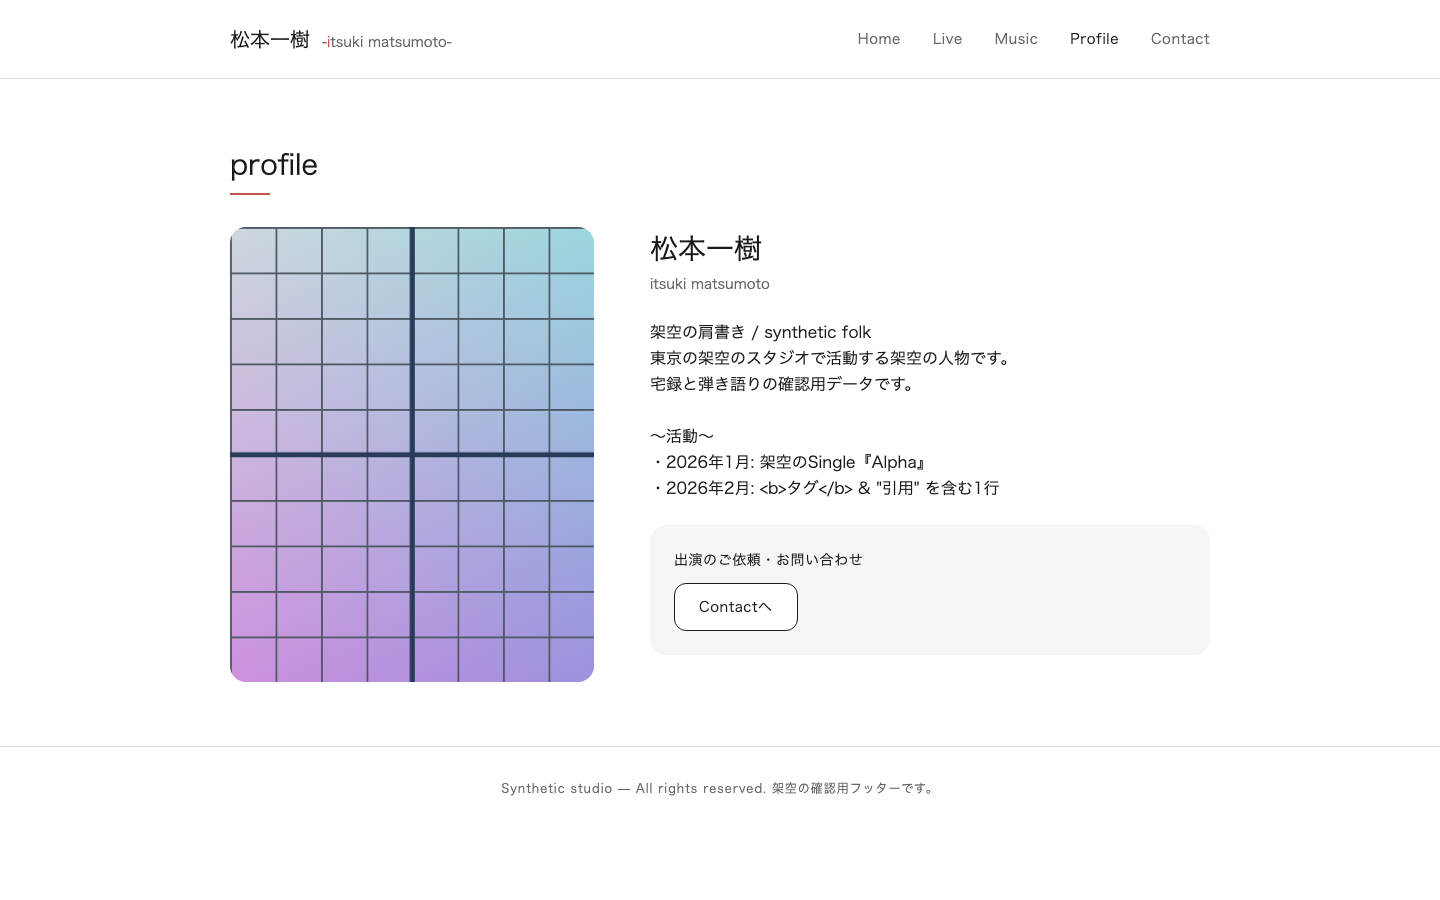 松本一樹 -itsuki matsumoto-
Home Live Music Profile Contact
profile
松本一樹
itsuki matsumoto
架空の肩書き / synthetic folk
東京の架空のスタジオで活動する架空の人物です。
宅録と弾き語りの確認用データです。
〜活動〜
・2026年1月: 架空のSingle『Alpha』
・2026年2月: <b>タグ</b> & "引用" を含む1行
出演のご依頼・お問い合わせ
Contactへ
Synthetic studio — All rights reserved. 架空の確認用フッターです。